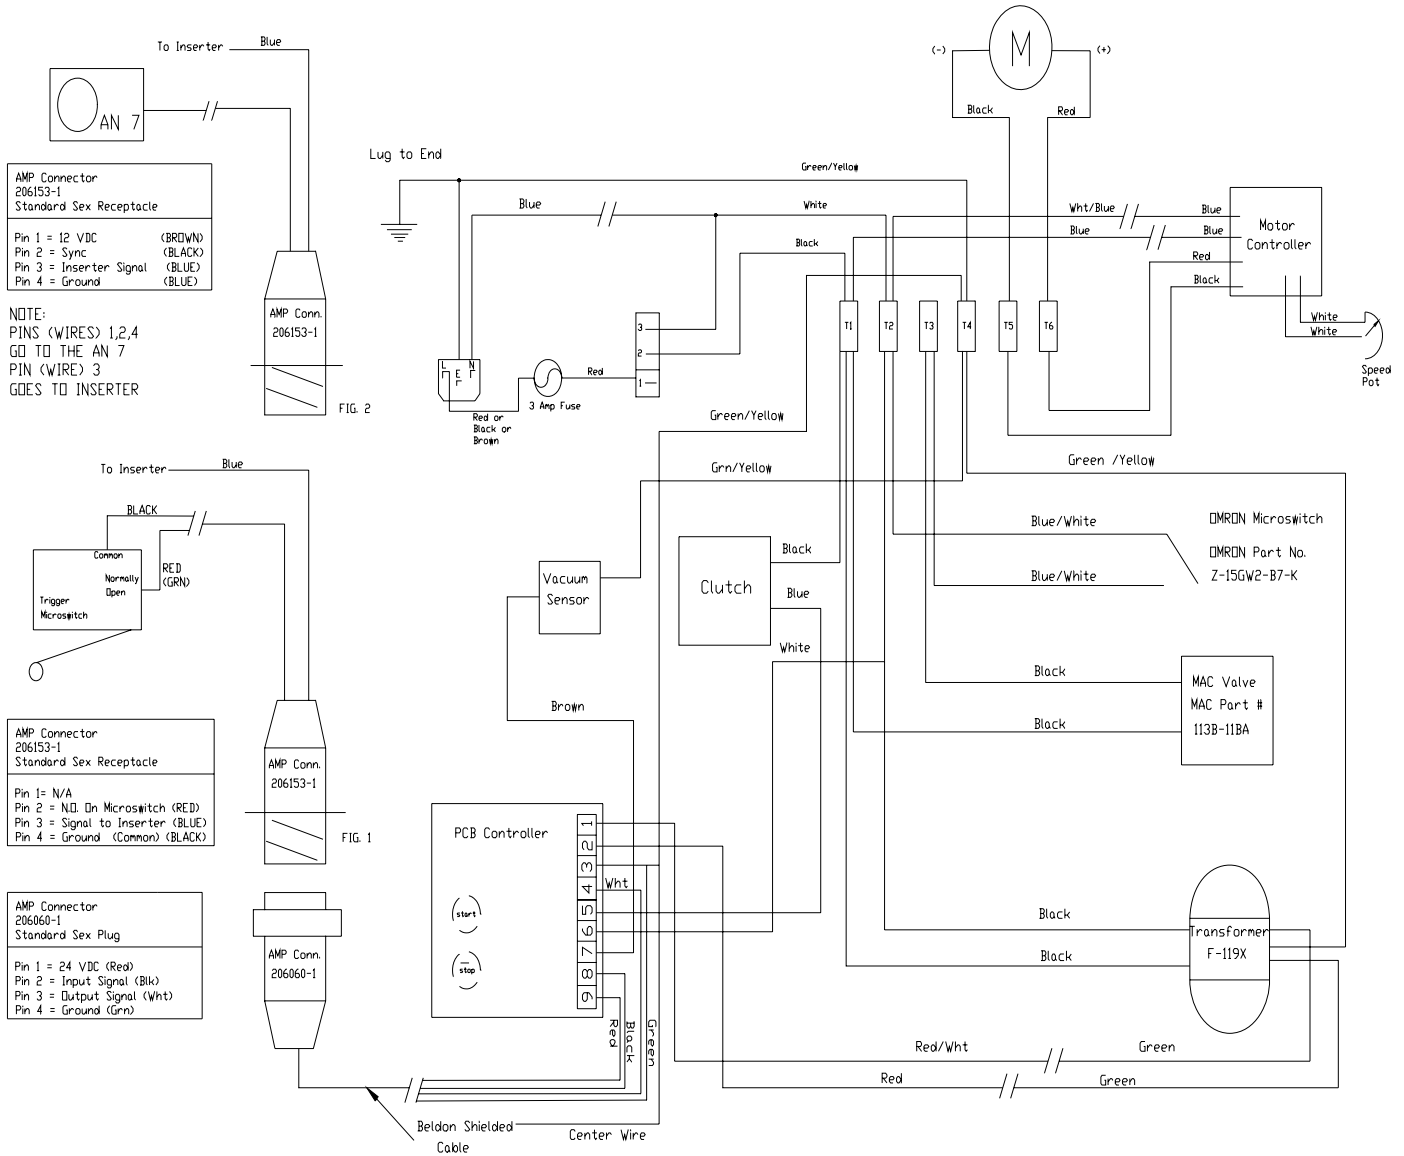 To Inserter
Blue
AN 7
AMP Connector
206153-1
Standard Sex Receptacle
Pin 1 = 12 VDC (BROWN)
Pin 2 = Sync (BLACK)
Pin 3 = Inserter Signal (BLUE)
Pin 4 = Ground (BLUE)
NOTE:
PINS (WIRES) 1,2,4
GO TO THE AN 7
PIN (WIRE) 3
GOES TO INSERTER
AMP Conn.
206153-1
FIG. 2
To Inserter
Blue
BLACK
Common
RED
(GRN)
Normally
Open
Trigger
Microswitch
AMP Connector
206153-1
Standard Sex Receptacle
Pin 1= N/A
Pin 2 = N.O. On Microswitch (RED)
Pin 3 = Signal to Inserter (BLUE)
Pin 4 = Ground (Common) (BLACK)
AMP Conn.
206153-1
FIG. 1
AMP Connector
206060-1
Standard Sex Plug
Pin 1 = 24 VDC (Red)
Pin 2 = Input Signal (Blk)
Pin 3 = Output Signal (Wht)
Pin 4 = Ground (Grn)
AMP Conn.
206060-1
Lug to End
Green/Yellow
Blue
White
Black
L
E
N
Red or
Black or
Brown
3 Amp Fuse
Red
3
2
1
(-)
M
(+)
Black
Red
Wht/Blue
Blue
Blue
Blue
Red
Black
Motor
Controller
White
White
Speed
Pot
T1
T2
T3
T4
T5
T6
Green/Yellow
Grn/Yellow
Green /Yellow
Blue/White
Blue/White
OMRON Microswitch
OMRON Part No.
Z-15GW2-B7-K
Vacuum
Sensor
Brown
Clutch
Black
Blue
White
Black
Black
MAC Valve
MAC Part #
113B-11BA
PCB Controller
start
stop
1
2
3
4
5
6
7
8
9
Wht
Red
Black
Green
Black
Black
Transformer
F-119X
Red/Wht
Green
Red
Green
Beldon Shielded
Cable
Center Wire